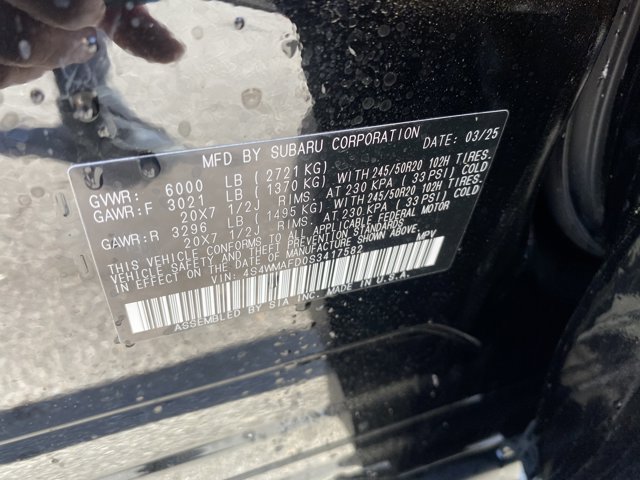 MFD BY SUBARU CORPORATION DATE: 03/25
GVWR: 6000 LB ( 2721 KG)
GAWR:F 3021 LB ( 1370 KG) WITH 245/50R20 102H TIRES.
20X7 1/2J RIMS. AT 230 KPA ( 33 PSI) COLD
GAWR:R 3296 LB ( 1495 KG) WITH 245/50R20 102H TIRES.
20X7 1/2J RIMS. AT 230 KPA ( 33 PSI) COLD
THIS VEHICLE CONFORMS TO ALL APPLICABLE FEDERAL MOTOR
VEHICLE SAFETY AND THEFT PREVENTION STANDARDS IN EFFECT
ON THE DATE OF MANUFACTURE SHOWN ABOVE.
VIN: 4S4WMAFD0S3417582 MPV
ASSEMBLED BY SIA INC. MADE IN U.S.A.